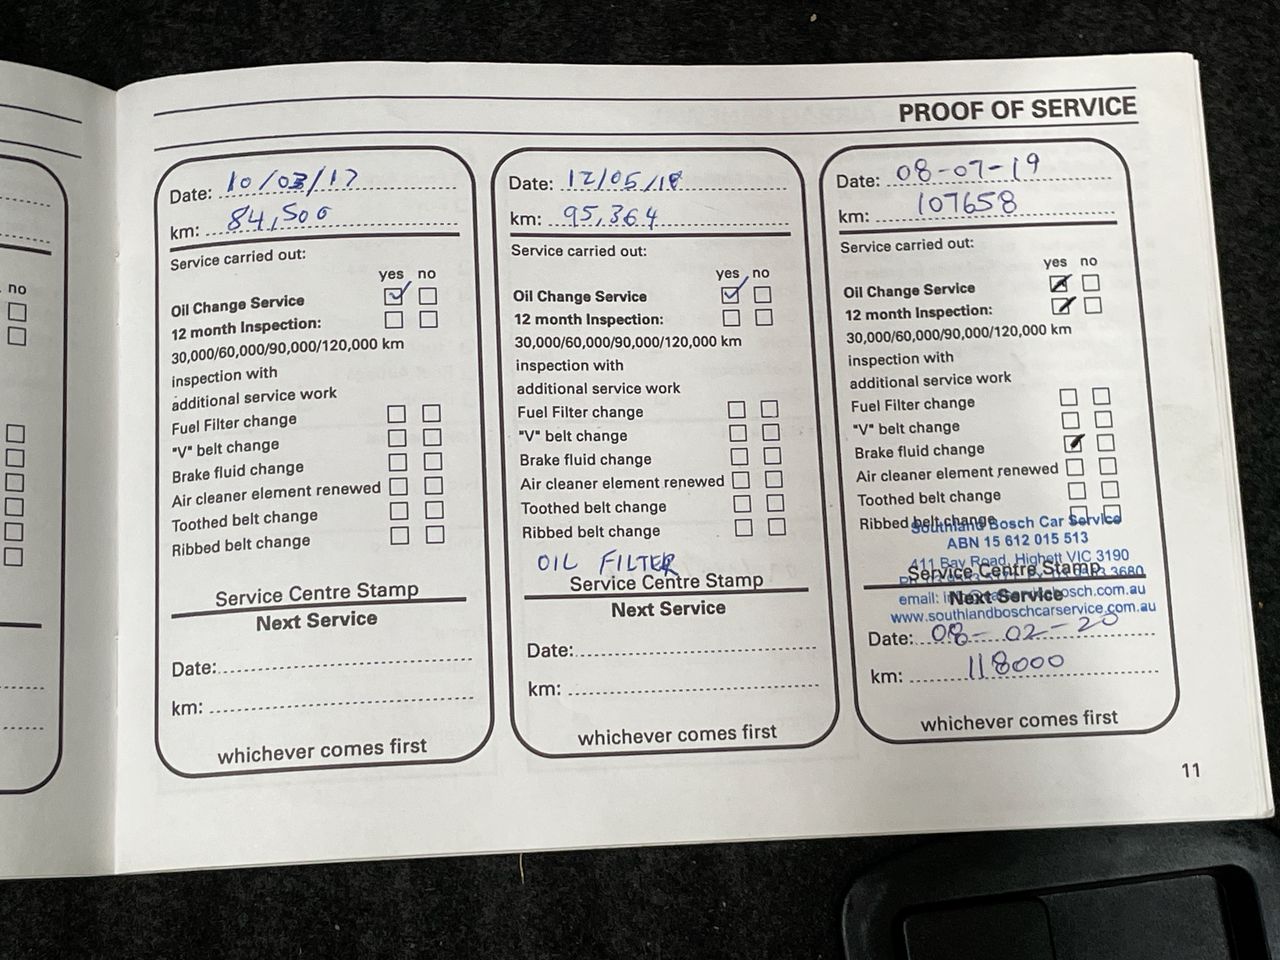 PROOF OF SERVICE
no
Date: 10/03/17
km: 84,500
Service carried out:
yes no
Oil Change Service
12 month Inspection:
30,000/60,000/90,000/120,000 km
inspection with
additional service work
Fuel Filter change
"V" belt change
Brake fluid change
Air cleaner element renewed
Toothed belt change
Ribbed belt change
Service Centre Stamp
Next Service
Date:
km:
whichever comes first
Date: 12/05/18
km: 95,364
Service carried out:
yes no
Oil Change Service
12 month Inspection:
30,000/60,000/90,000/120,000 km
inspection with
additional service work
Fuel Filter change
"V" belt change
Brake fluid change
Air cleaner element renewed
Toothed belt change
Ribbed belt change
OIL FILTER
Service Centre Stamp
Next Service
Date:
km:
whichever comes first
Date: 08-07-19
km: 107658
Service carried out:
yes no
Oil Change Service
12 month Inspection:
30,000/60,000/90,000/120,000 km
inspection with
additional service work
Fuel Filter change
"V" belt change
Brake fluid change
Air cleaner element renewed
Toothed belt change
Ribbed belt change
Southland Bosch Car Service
ABN 15 612 015 513
411 Bay Road, Highett VIC 3190
Service Centre Stamp
3680
email:
Next Service
www.southlandboschcarservice.com.au
Date: 08-02-20
km: 118000
whichever comes first
11